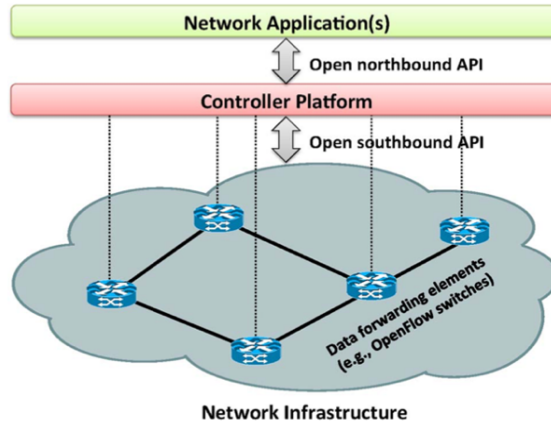 Network Application(s)
Open northbound API
Controller Platform
Open southbound API
Data forwarding elements
(e.g., OpenFlow switches)
Network Infrastructure